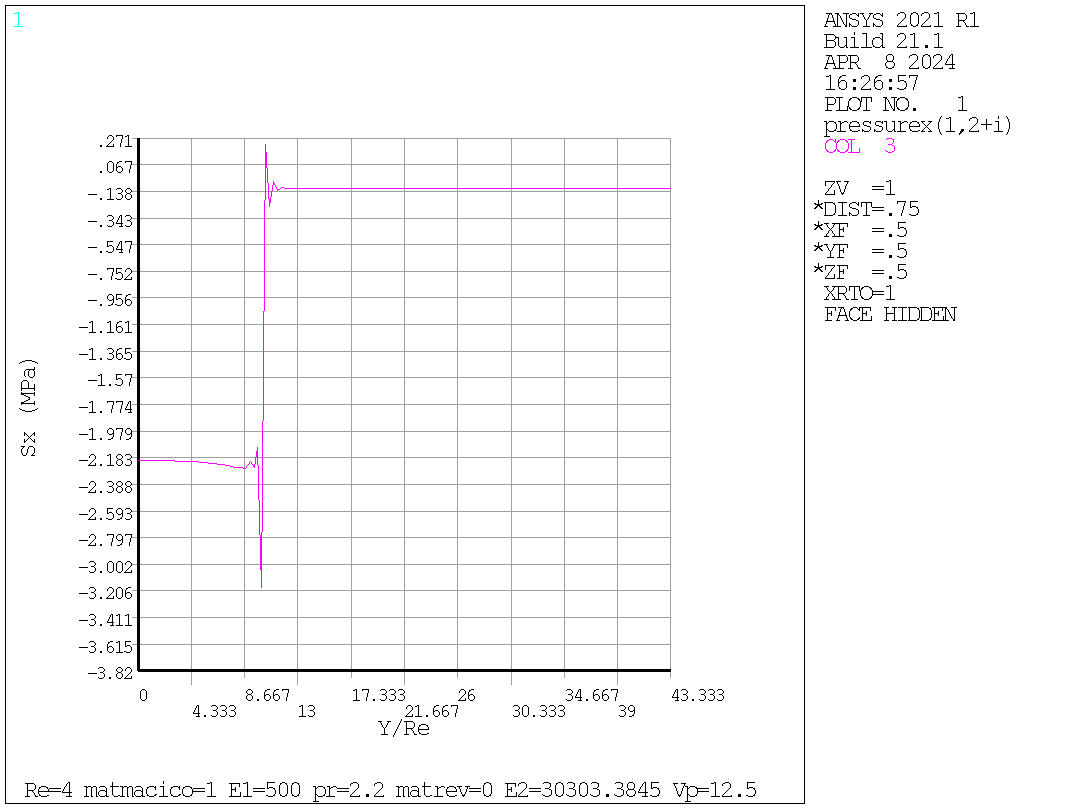 1
ANSYS 2021 R1
Build 21.1
APR 8 2024
16:26:57
PLOT NO. 1
pressurex(1,2+i)
COL 3
ZV =1
*DIST=.75
*XF =.5
*YF =.5
*ZF =.5
XRTO=1
FACE HIDDEN
.271
.067
-.138
-.343
-.547
-.752
-.956
-1.161
-1.365
-1.57
-1.774
-1.979
-2.183
-2.388
-2.593
-2.797
-3.002
-3.206
-3.411
-3.615
-3.82
Sx (MPa)
0 8.667 17.333 26 34.667 43.333
4.333 13 21.667 30.333 39
Y/Re
Re=4 matmacico=1 E1=500 pr=2.2 matrev=0 E2=30303.3845 Vp=12.5